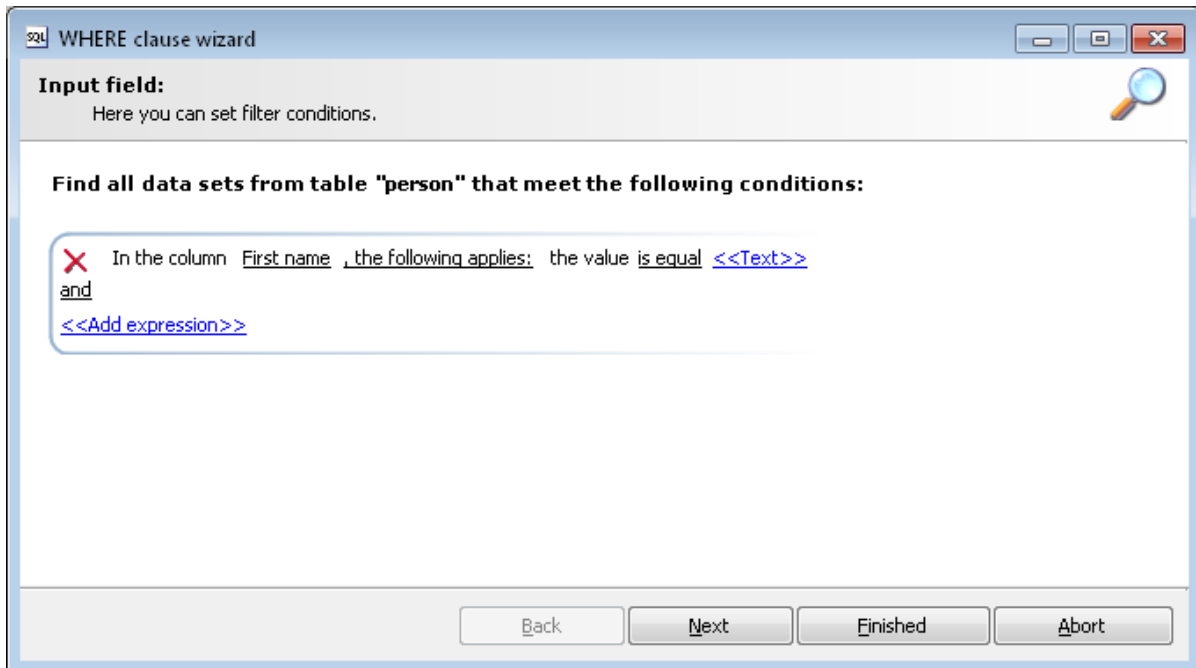 SQL WHERE clause wizard
Input field:
Here you can set filter conditions.
Find all data sets from table "person" that meet the following conditions:
In the column First name , the following applies: the value is equal <<Text>>
and
<<Add expression>>
Back Next Finished Abort